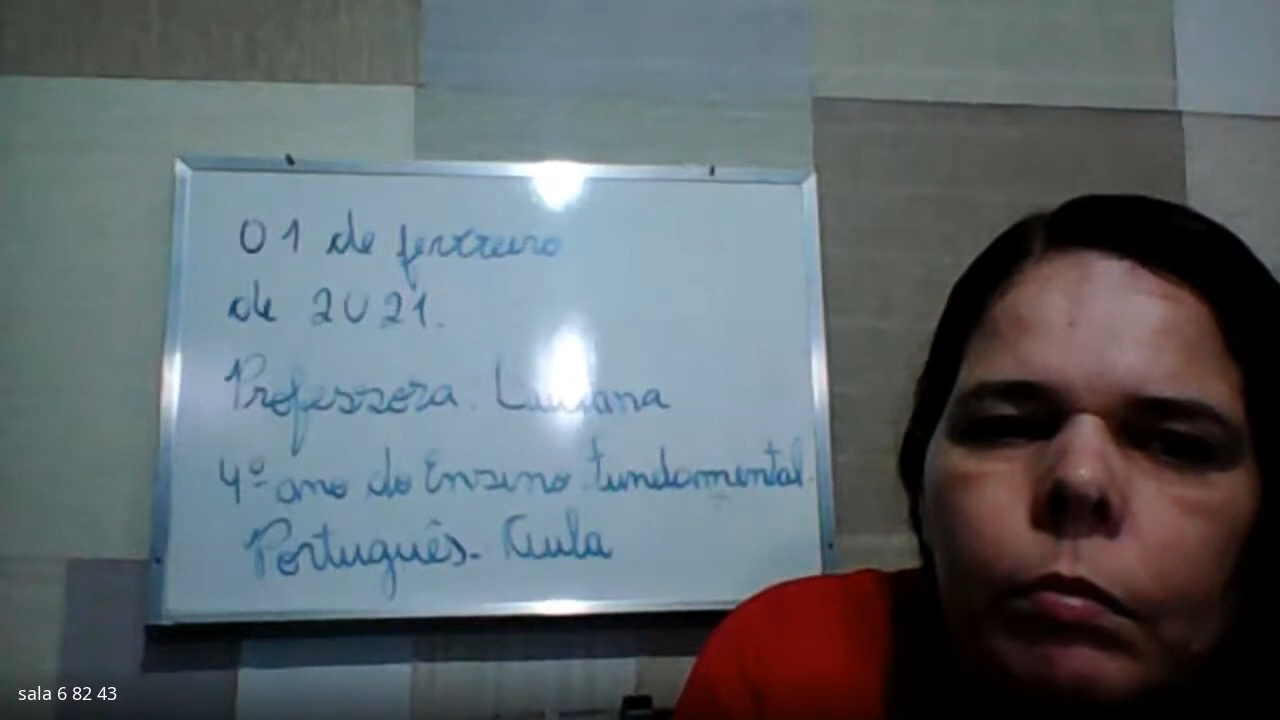 01 de fevereiro
de 2021.
Professora: Luciana
4º ano do Ensino Fundamental
Português - Aula
sala 6 82 43